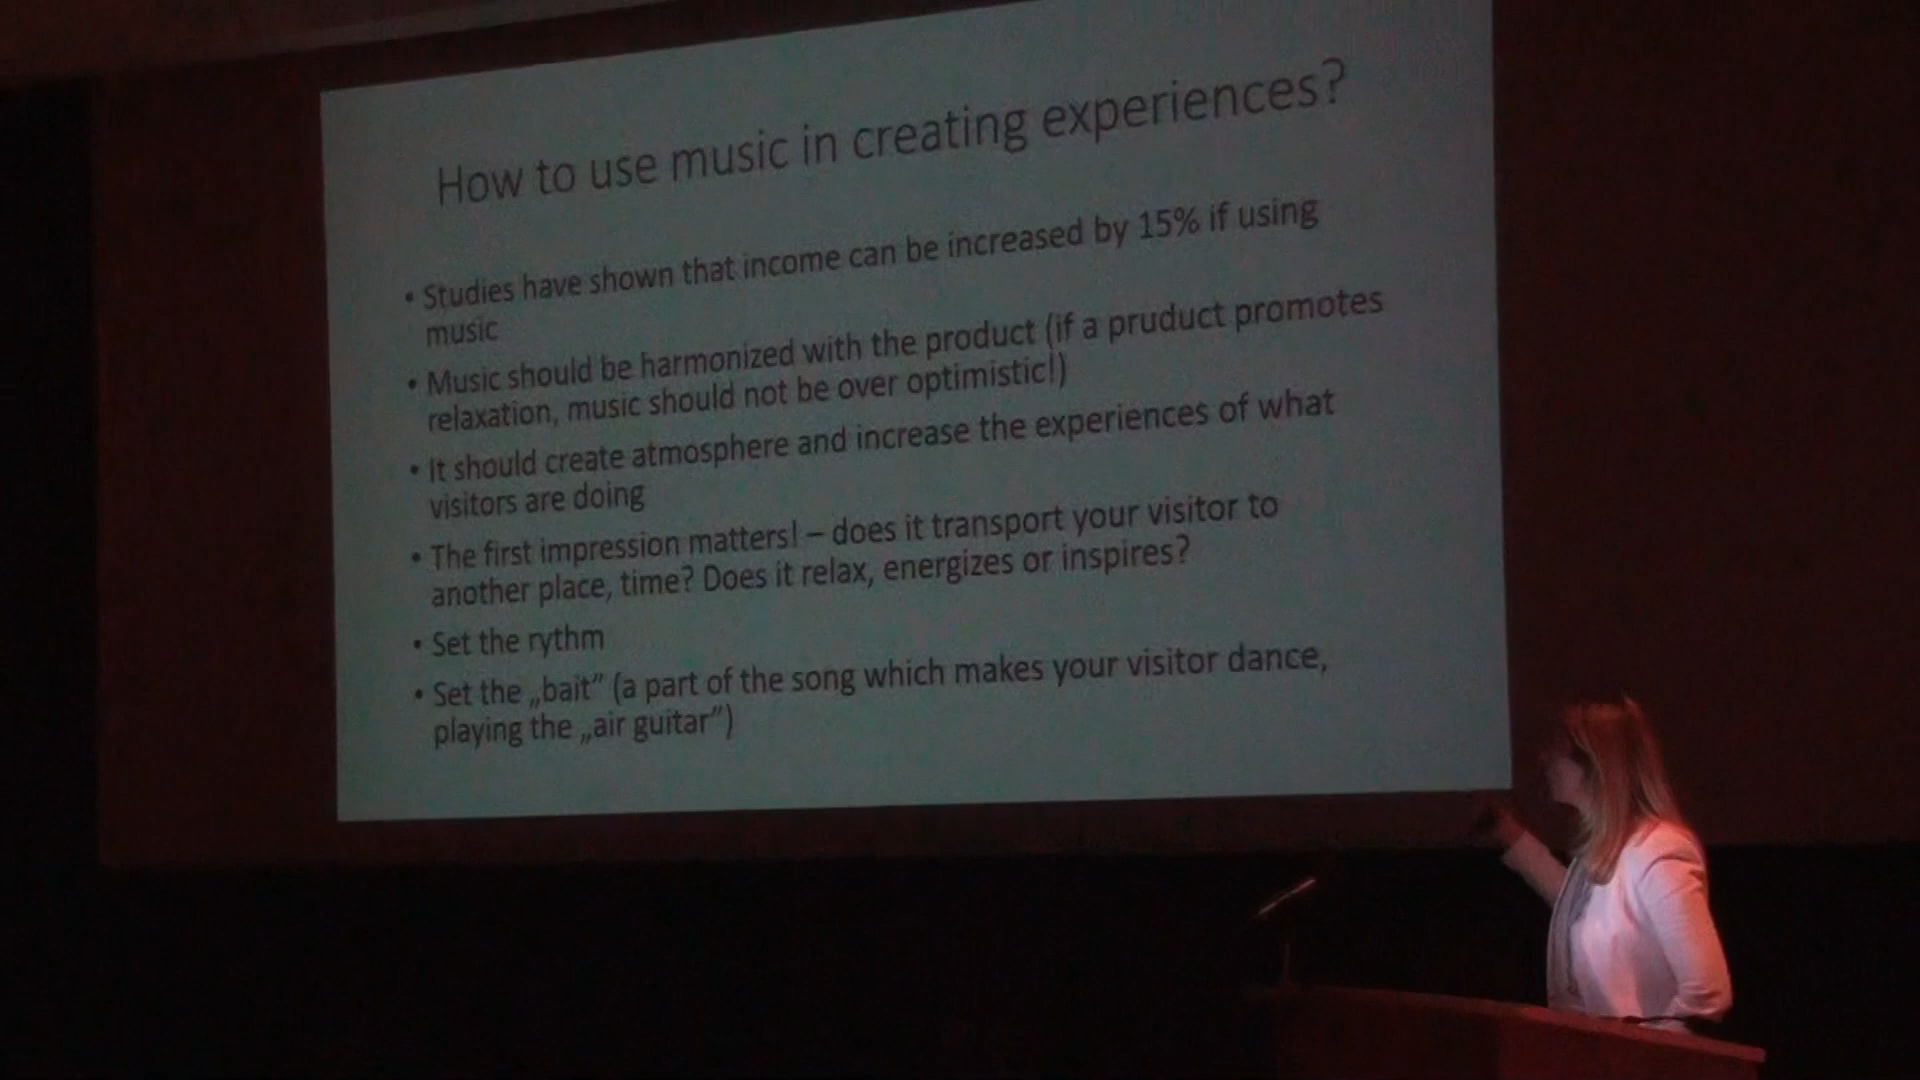 How to use music in creating experiences?
• Studies have shown that income can be increased by 15% if using
music
• Music should be harmonized with the product (if a pruduct promotes
relaxation, music should not be over optimistic!)
• It should create atmosphere and increase the experiences of what
visitors are doing
• The first impression matters! – does it transport your visitor to
another place, time? Does it relax, energizes or inspires?
• Set the rythm
• Set the „bait” (a part of the song which makes your visitor dance,
playing the „air guitar”)